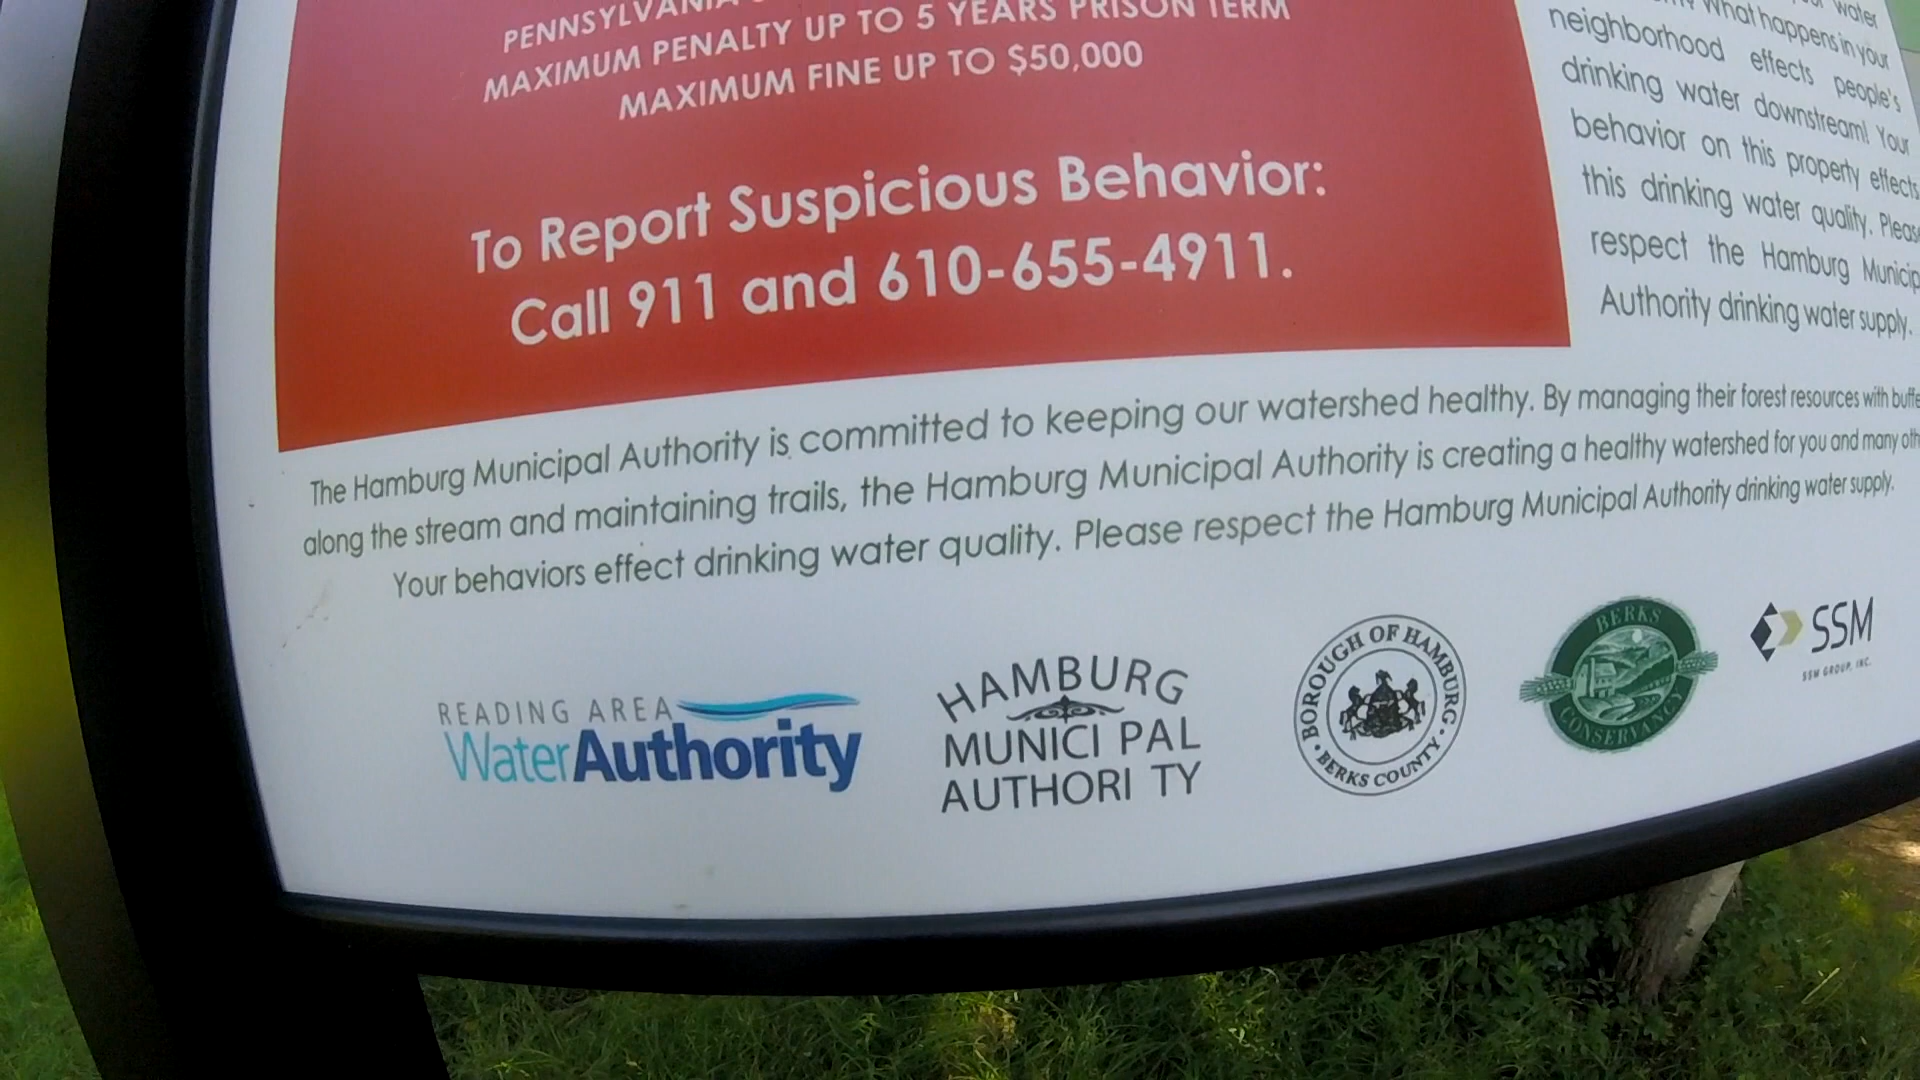 PENNSYLVANIA
MAXIMUM PENALTY UP TO 5 YEARS PRISON TERM
MAXIMUM FINE UP TO $50,000
To Report Suspicious Behavior:
Call 911 and 610-655-4911.
water
What happens in your
neighborhood effects people's
drinking water downstream! Your
behavior on this property effects
this drinking water quality. Please
respect the Hamburg
Authority drinking water supply.
The Hamburg Municipal Authority is committed to keeping our watershed healthy. By managing their forest resources with
along the stream and maintaining trails, the Hamburg Municipal Authority is creating a healthy watershed for you and many
Your behaviors effect drinking water quality. Please respect the Hamburg Municipal Authority drinking water supply.
READING AREA
WaterAuthority
HAMBURG
MUNICI PAL
AUTHORI TY
BOROUGH OF HAMBURG
BERKS COUNTY
BERKS
CONSERVANCY
SSM
SSM GROUP, INC.